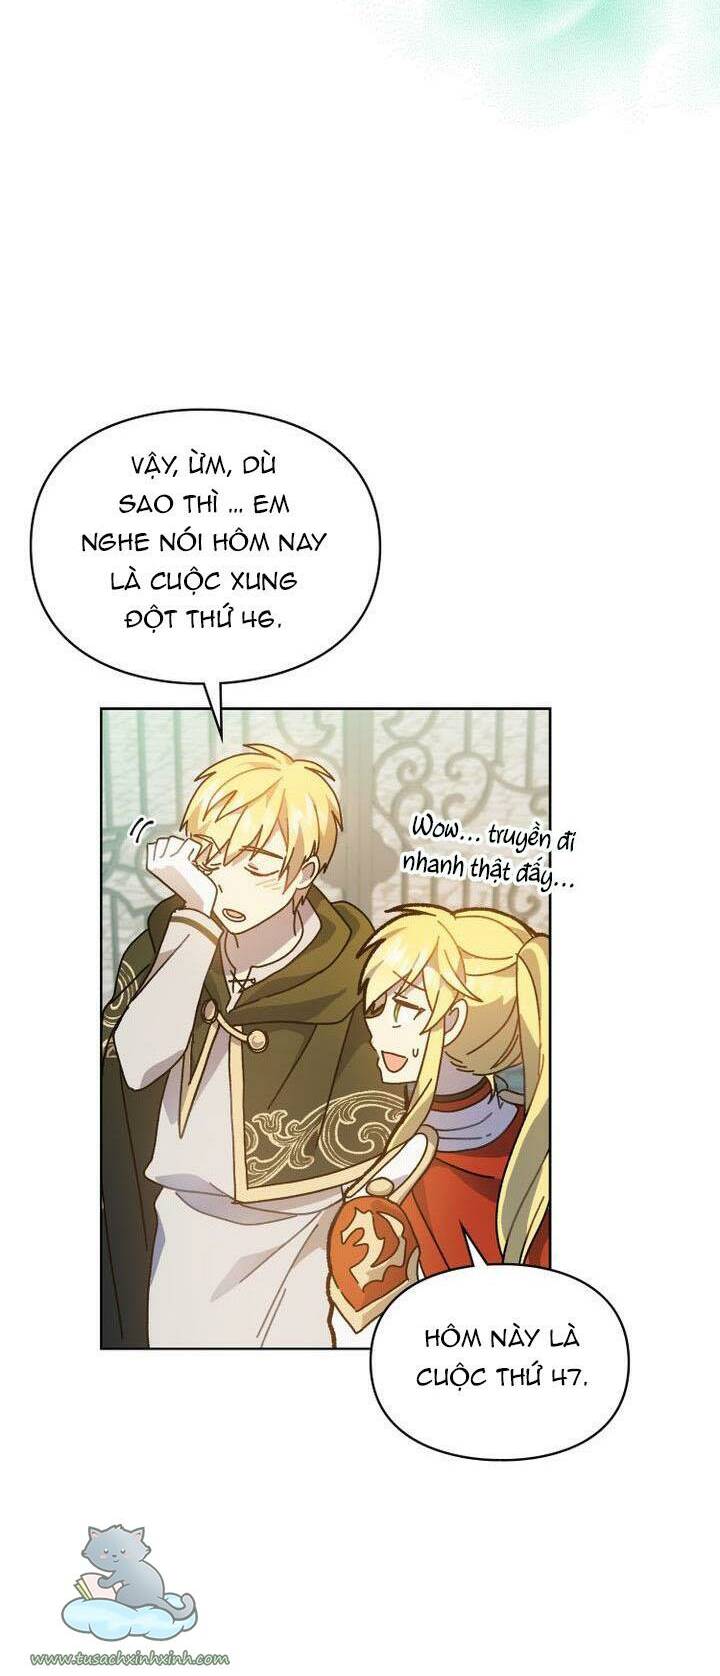 VẬY, ỪM, DÙ
SAO THÌ ... EM
NGHE NÓI HÔM NAY
LÀ CUỘC XUNG
ĐỘT THỨ 46.
Wow... truyền đi
nhanh thật đấy...
HÔM NÀY LÀ
CUỘC THỨ 47.
www.tusachxinhxinh.com